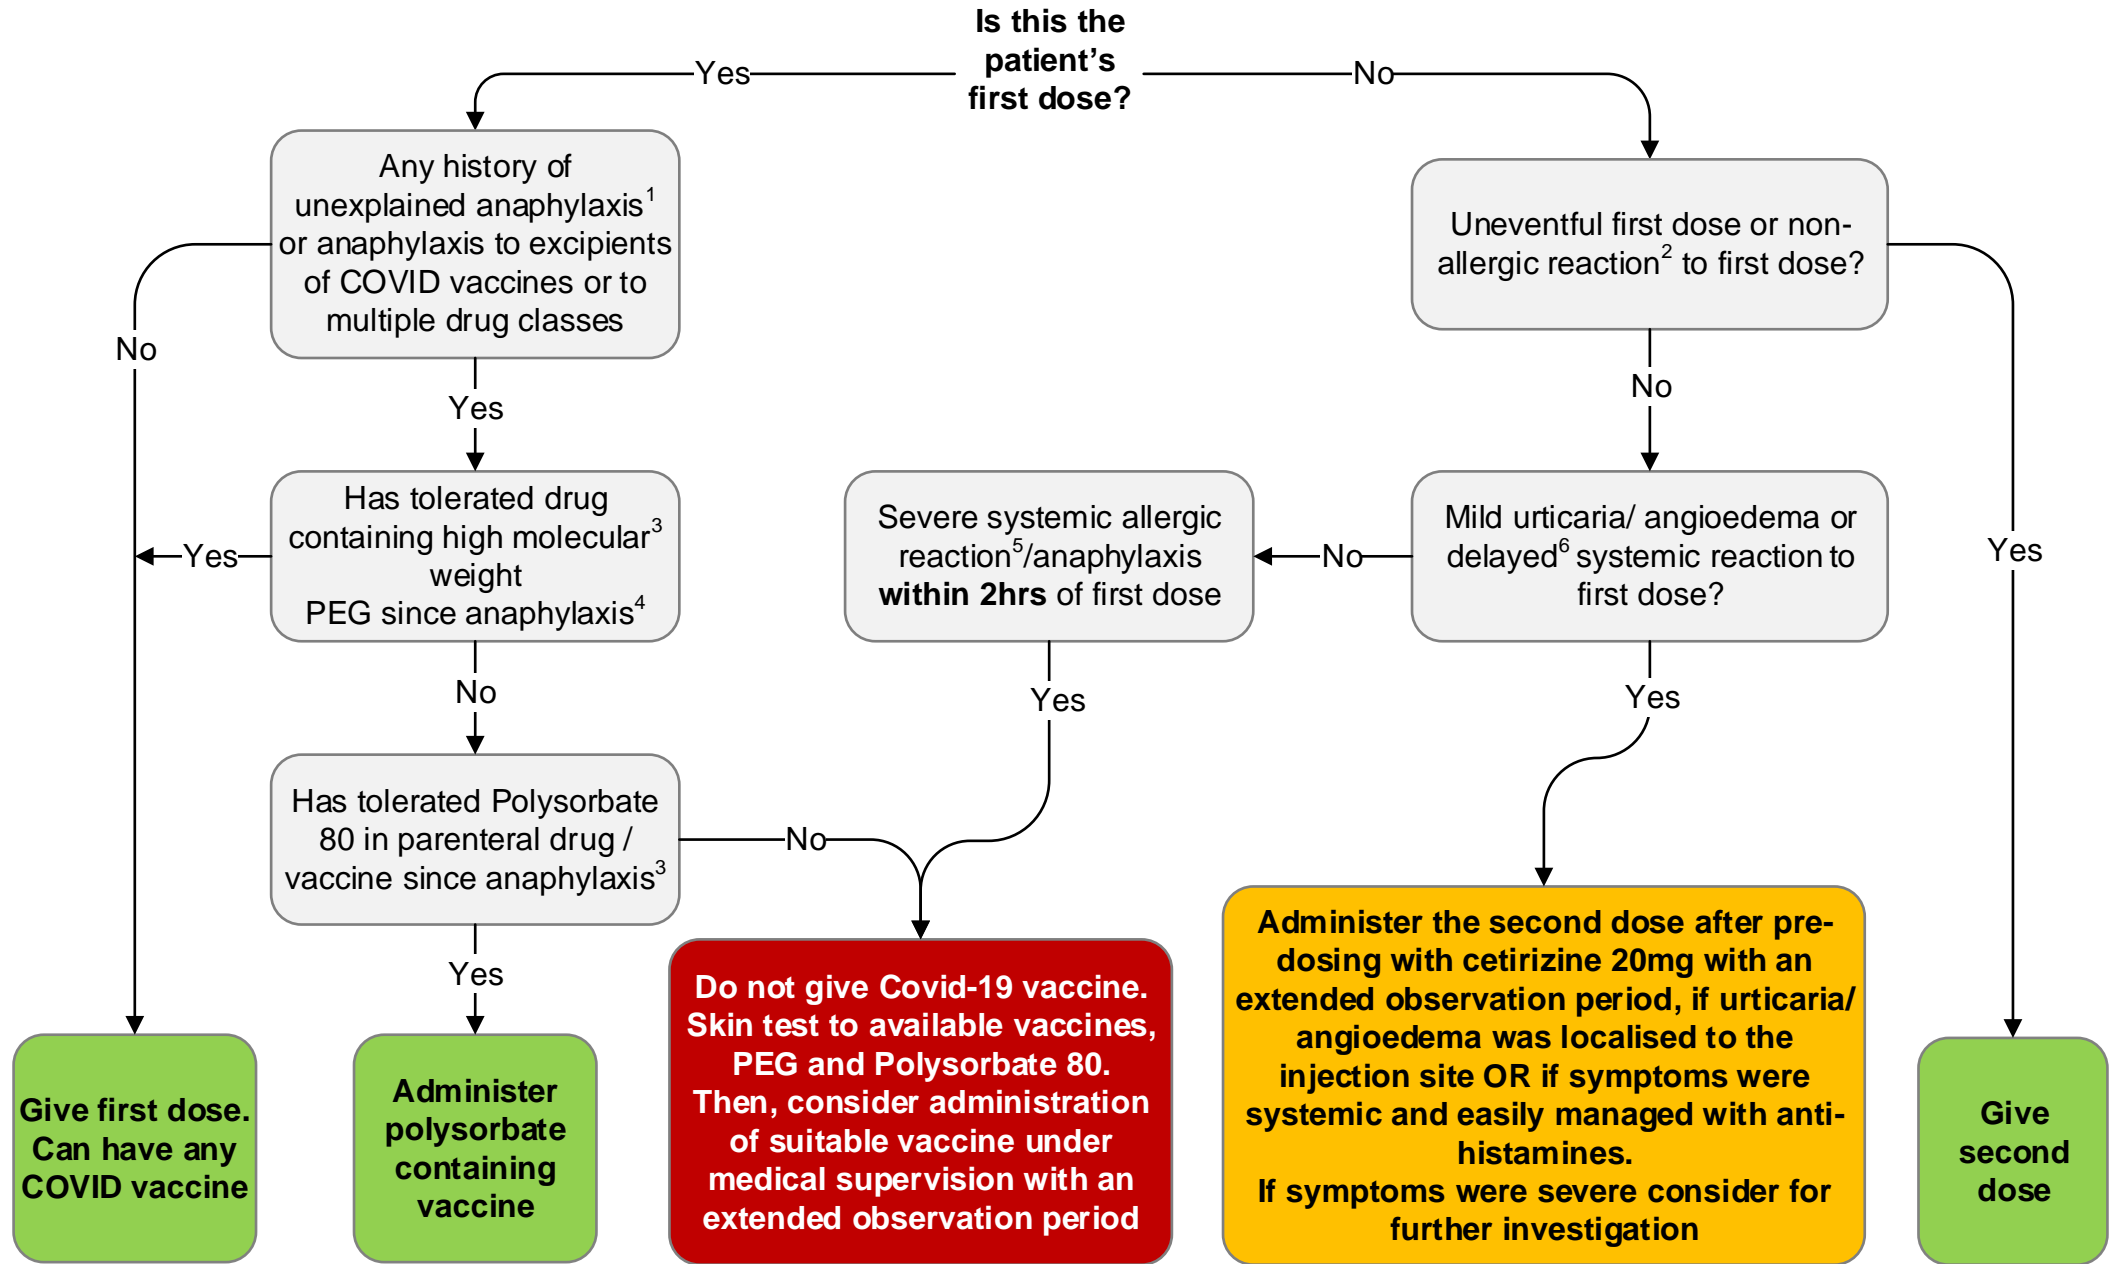 Is this the
patient’s
first dose?
Yes
No
Any history of
unexplained anaphylaxis1
or anaphylaxis to excipients
of COVID vaccines or to
multiple drug classes
Uneventful first dose or non-
allergic reaction2 to first dose?
No
Yes
No
Yes
Has tolerated drug
containing high molecular3
weight
PEG since anaphylaxis4
Yes
Severe systemic allergic
reaction5/anaphylaxis
within 2hrs of first dose
No
Mild urticaria/ angioedema or
delayed6 systemic reaction to
first dose?
No
Yes
Yes
Has tolerated Polysorbate
80 in parenteral drug /
vaccine since anaphylaxis3
No
Yes
Give first dose.
Can have any
COVID vaccine
Administer
polysorbate
containing
vaccine
Do not give Covid-19 vaccine.
Skin test to available vaccines,
PEG and Polysorbate 80.
Then, consider administration
of suitable vaccine under
medical supervision with an
extended observation period
Administer the second dose after pre-
dosing with cetirizine 20mg with an
extended observation period, if urticaria/
angioedema was localised to the
injection site OR if symptoms were
systemic and easily managed with anti-
histamines.
If symptoms were severe consider for
further investigation
Give
second
dose